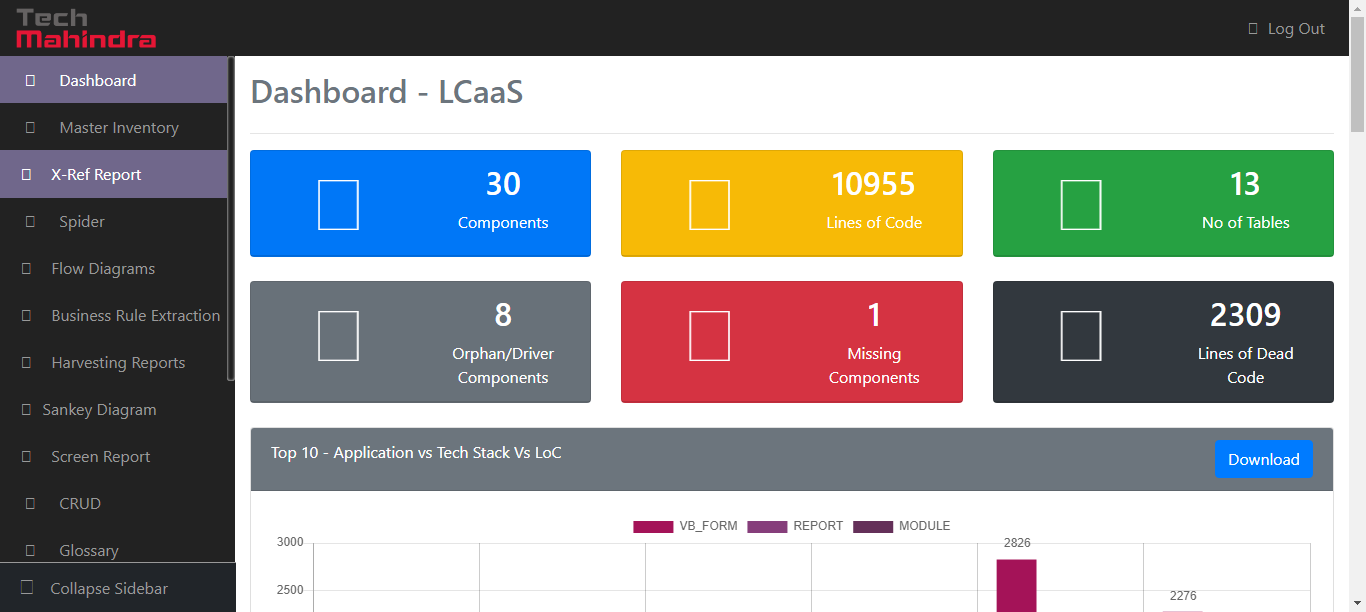 Tech
Mahindra
Log Out
Dashboard
Master Inventory
X-Ref Report
Spider
Flow Diagrams
Business Rule Extraction
Harvesting Reports
Sankey Diagram
Screen Report
CRUD
Glossary
Collapse Sidebar
Dashboard - LCaaS
30
Components
10955
Lines of Code
13
No of Tables
8
Orphan/Driver
Components
1
Missing
Components
2309
Lines of Dead
Code
Top 10 - Application vs Tech Stack Vs LoC
Download
VB_FORM REPORT MODULE
3000
2826
2500
2276